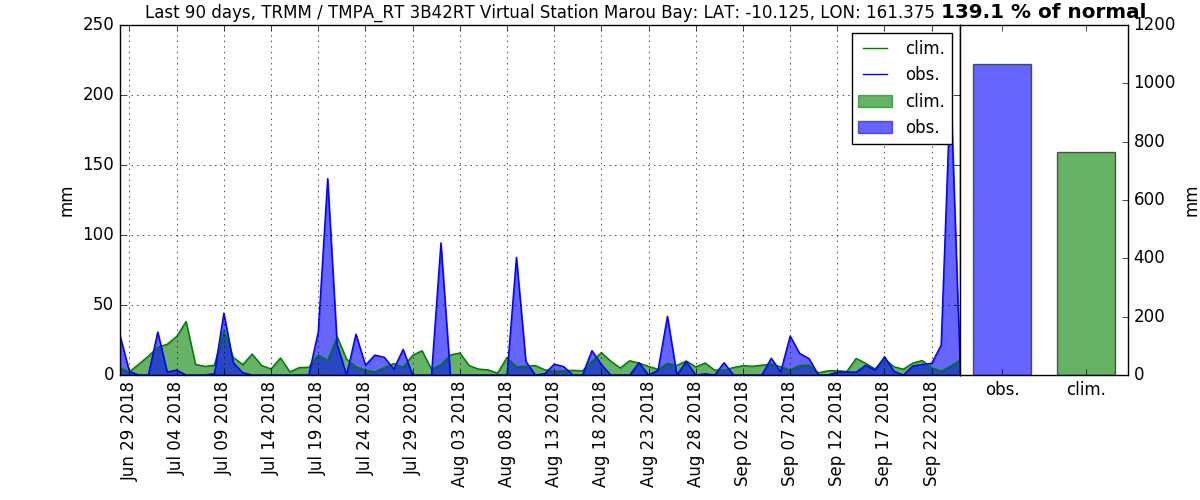 Last 90 days, TRMM / TMPA_RT 3B42RT Virtual Station Marou Bay: LAT: -10.125, LON: 161.375 139.1 % of normal
250
200
150
100
50
0
mm
clim.
obs.
clim.
obs.
1200
1000
800
600
400
200
0
mm
obs.
clim.
Jun 29 2018
Jul 04 2018
Jul 09 2018
Jul 14 2018
Jul 19 2018
Jul 24 2018
Jul 29 2018
Aug 03 2018
Aug 08 2018
Aug 13 2018
Aug 18 2018
Aug 23 2018
Aug 28 2018
Sep 02 2018
Sep 07 2018
Sep 12 2018
Sep 17 2018
Sep 22 2018